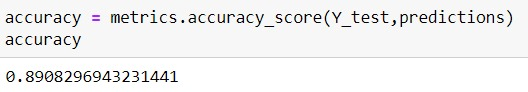 accuracy = metrics.accuracy_score(Y_test,predictions)
accuracy
0.8908296943231441